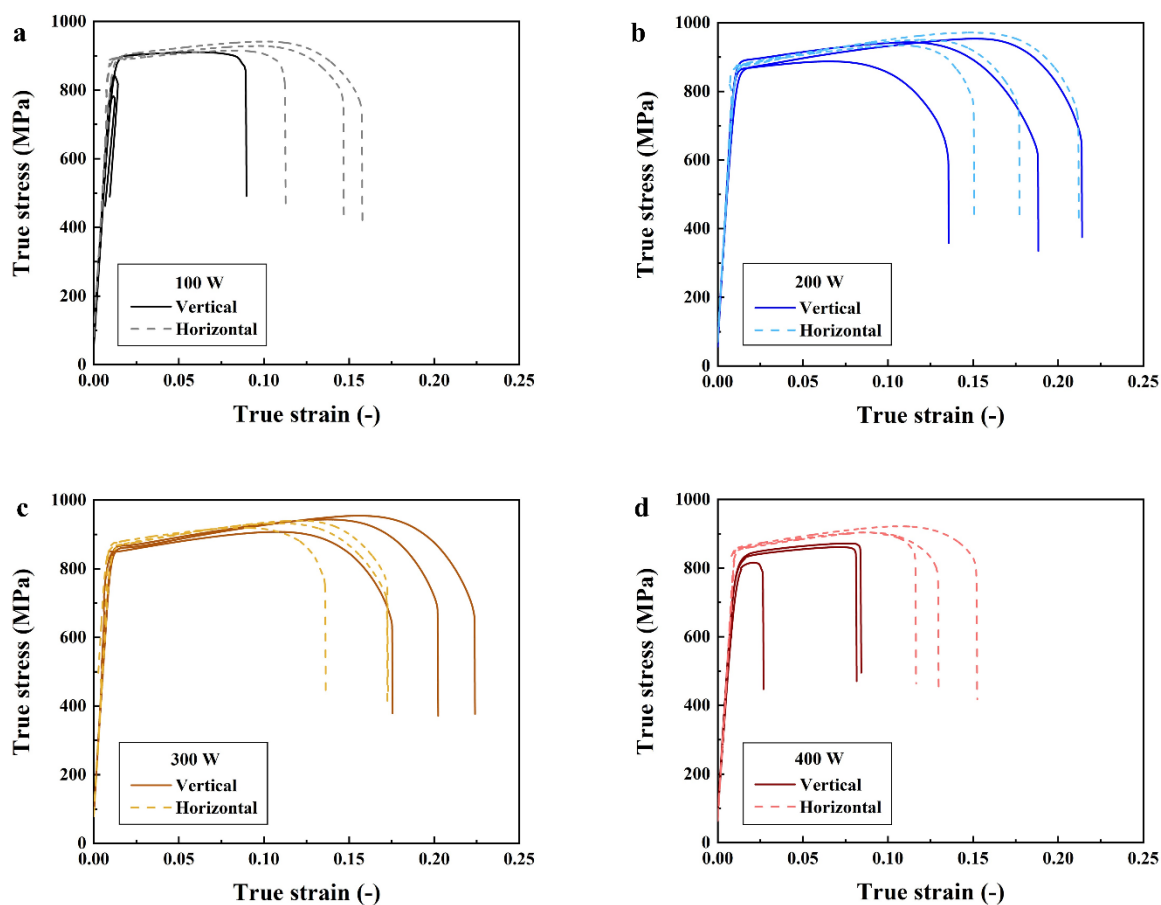 a
True stress (MPa)
1000
800
600
400
200
0
100 W
Vertical
Horizontal
0.00 0.05 0.10 0.15 0.20 0.25
True strain (-)
b
True stress (MPa)
1000
800
600
400
200
0
200 W
Vertical
Horizontal
0.00 0.05 0.10 0.15 0.20 0.25
True strain (-)
c
True stress (MPa)
1000
800
600
400
200
0
300 W
Vertical
Horizontal
0.00 0.05 0.10 0.15 0.20 0.25
True strain (-)
d
True stress (MPa)
1000
800
600
400
200
0
400 W
Vertical
Horizontal
0.00 0.05 0.10 0.15 0.20 0.25
True strain (-)